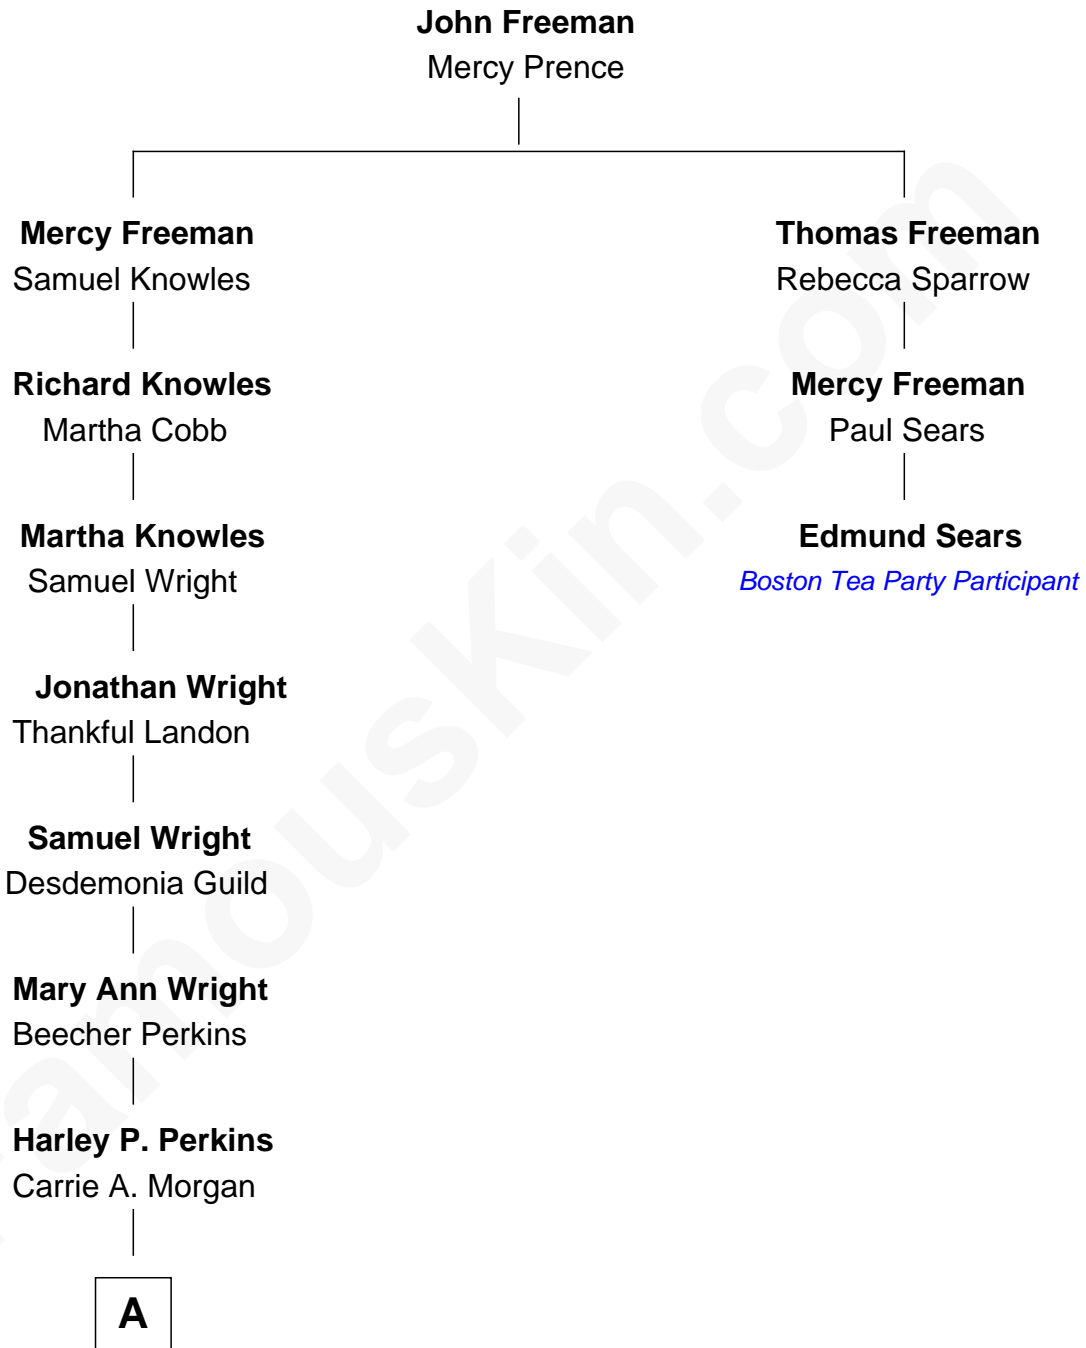 John Freeman
Mercy Prence
Mercy Freeman
Samuel Knowles
Thomas Freeman
Rebecca Sparrow
Richard Knowles
Martha Cobb
Mercy Freeman
Paul Sears
Martha Knowles
Samuel Wright
Edmund Sears
Boston Tea Party Participant
Jonathan Wright
Thankful Landon
Samuel Wright
Desdemonia Guild
Mary Ann Wright
Beecher Perkins
Harley P. Perkins
Carrie A. Morgan
A
FamousKin.com